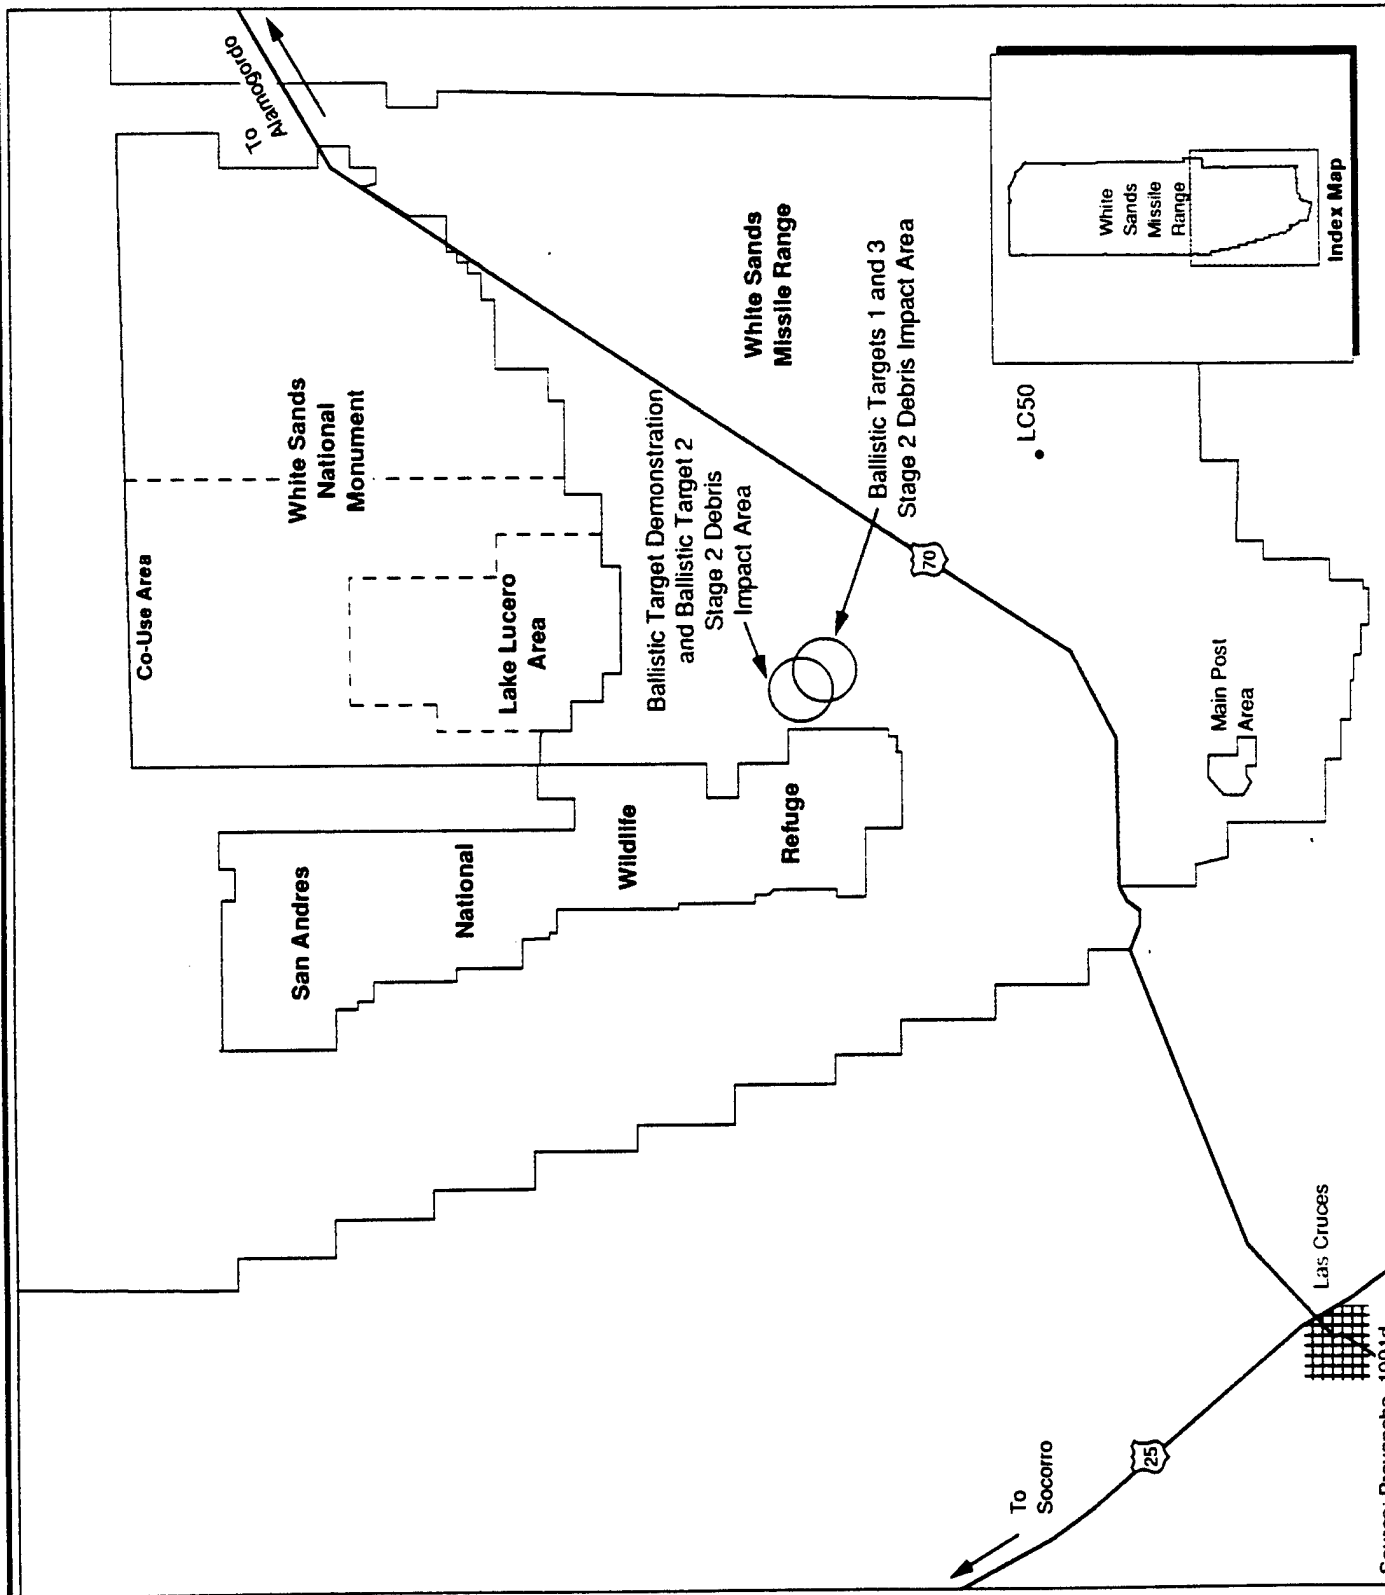 To
Alamogordo
Co-Use Area
White Sands
National
Monument
Lake Lucero
Area
San Andres
National
Wildlife
Refuge
Ballistic Target Demonstration
and Ballistic Target 2
Stage 2 Debris
Impact Area
White Sands
Missile Range
Ballistic Targets 1 and 3
Stage 2 Debris Impact Area
70
LC50
Main Post
Area
To
Socorro
25
Las Cruces
White
Sands
Missile
Range
Index Map